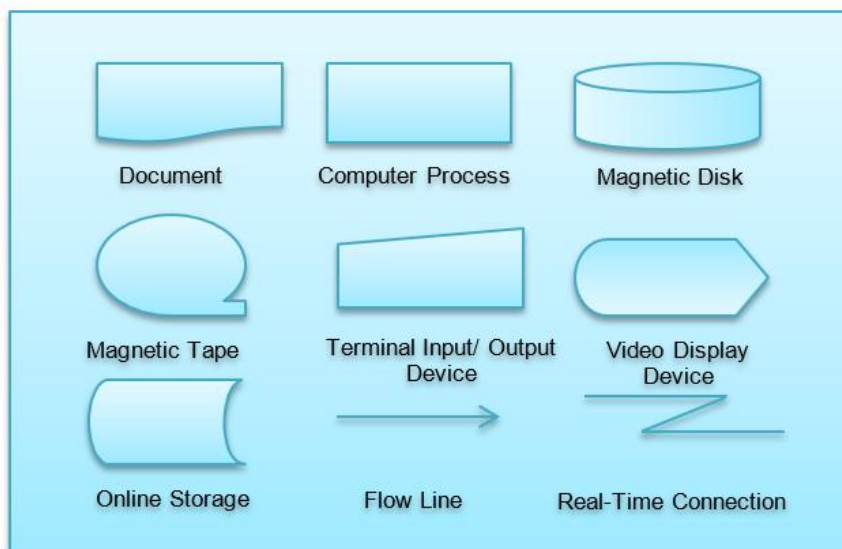 Document
Computer Process
Magnetic Disk
Magnetic Tape
Terminal Input/ Output
Device
Video Display
Device
Online Storage
Flow Line
Real-Time Connection